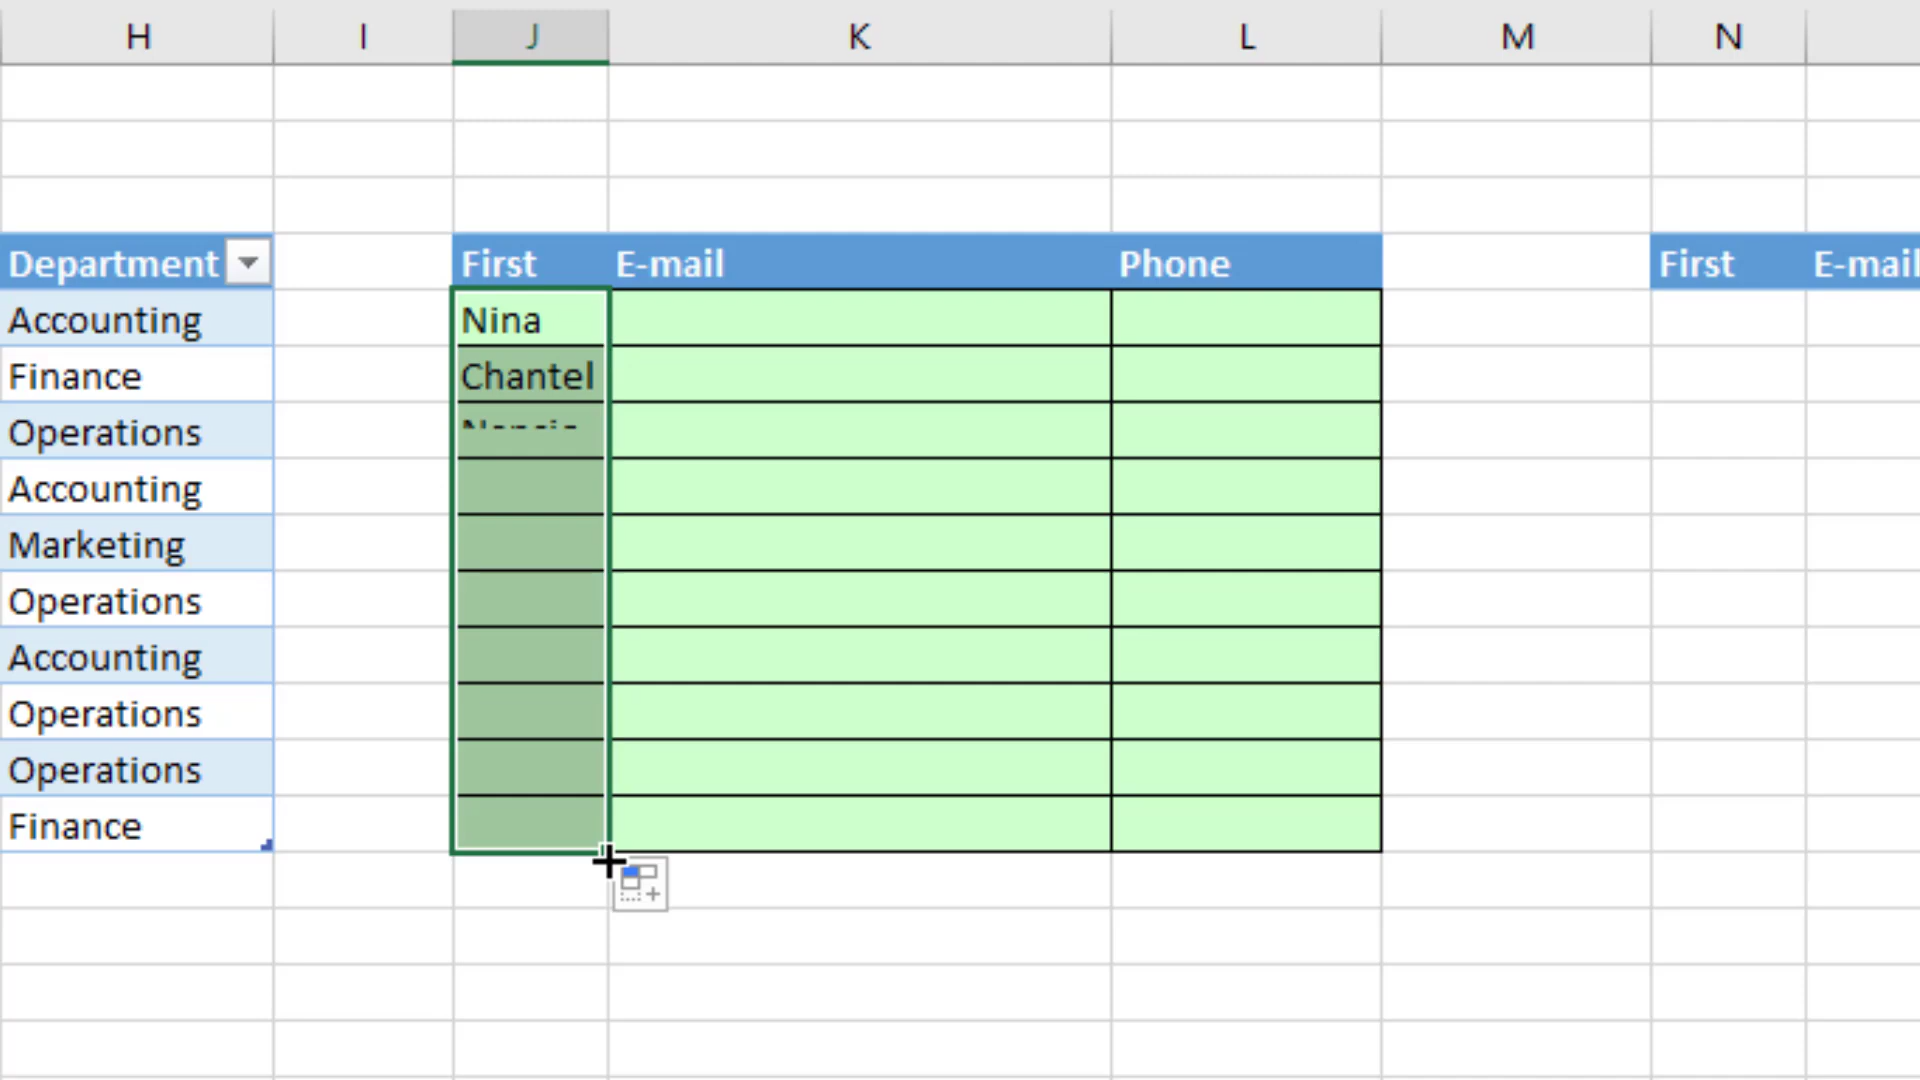 H I J K L M N
Department First E-mail Phone First E-mail
Accounting Nina
Finance Chantel
Operations
Accounting
Marketing
Operations
Accounting
Operations
Operations
Finance